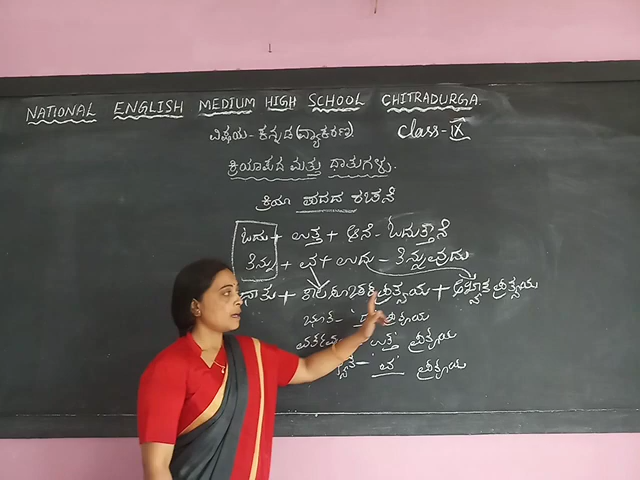 NATIONAL ENGLISH MEDIUM HIGH SCHOOL CHITRADURGA.
ವಿಷಯ - ಕನ್ನಡ (ವ್ಯಾಕರಣ) Class - IX
ಕ್ರಿಯಾಪದ ಮತ್ತು ಧಾತುಗಳು.
ಕ್ರಿಯಾ ಪದದ ರಚನೆ
ಓದು + ಉತ್ತ + ಆನೆ - ಓದುತ್ತಾನೆ
ತಿನ್ನು + ವ + ಉದು - ತಿನ್ನುವುದು
ಧಾತು + ಕಾಲಸೂಚಕ ಪ್ರತ್ಯಯ + ಆಖ್ಯಾತ ಪ್ರತ್ಯಯ
ಭೂತ - ' ಪ್ರತ್ಯಯ
ಉತ್ತ' ಪ್ರತ್ಯಯ
- 'ವ' ಪ್ರತ್ಯಯ